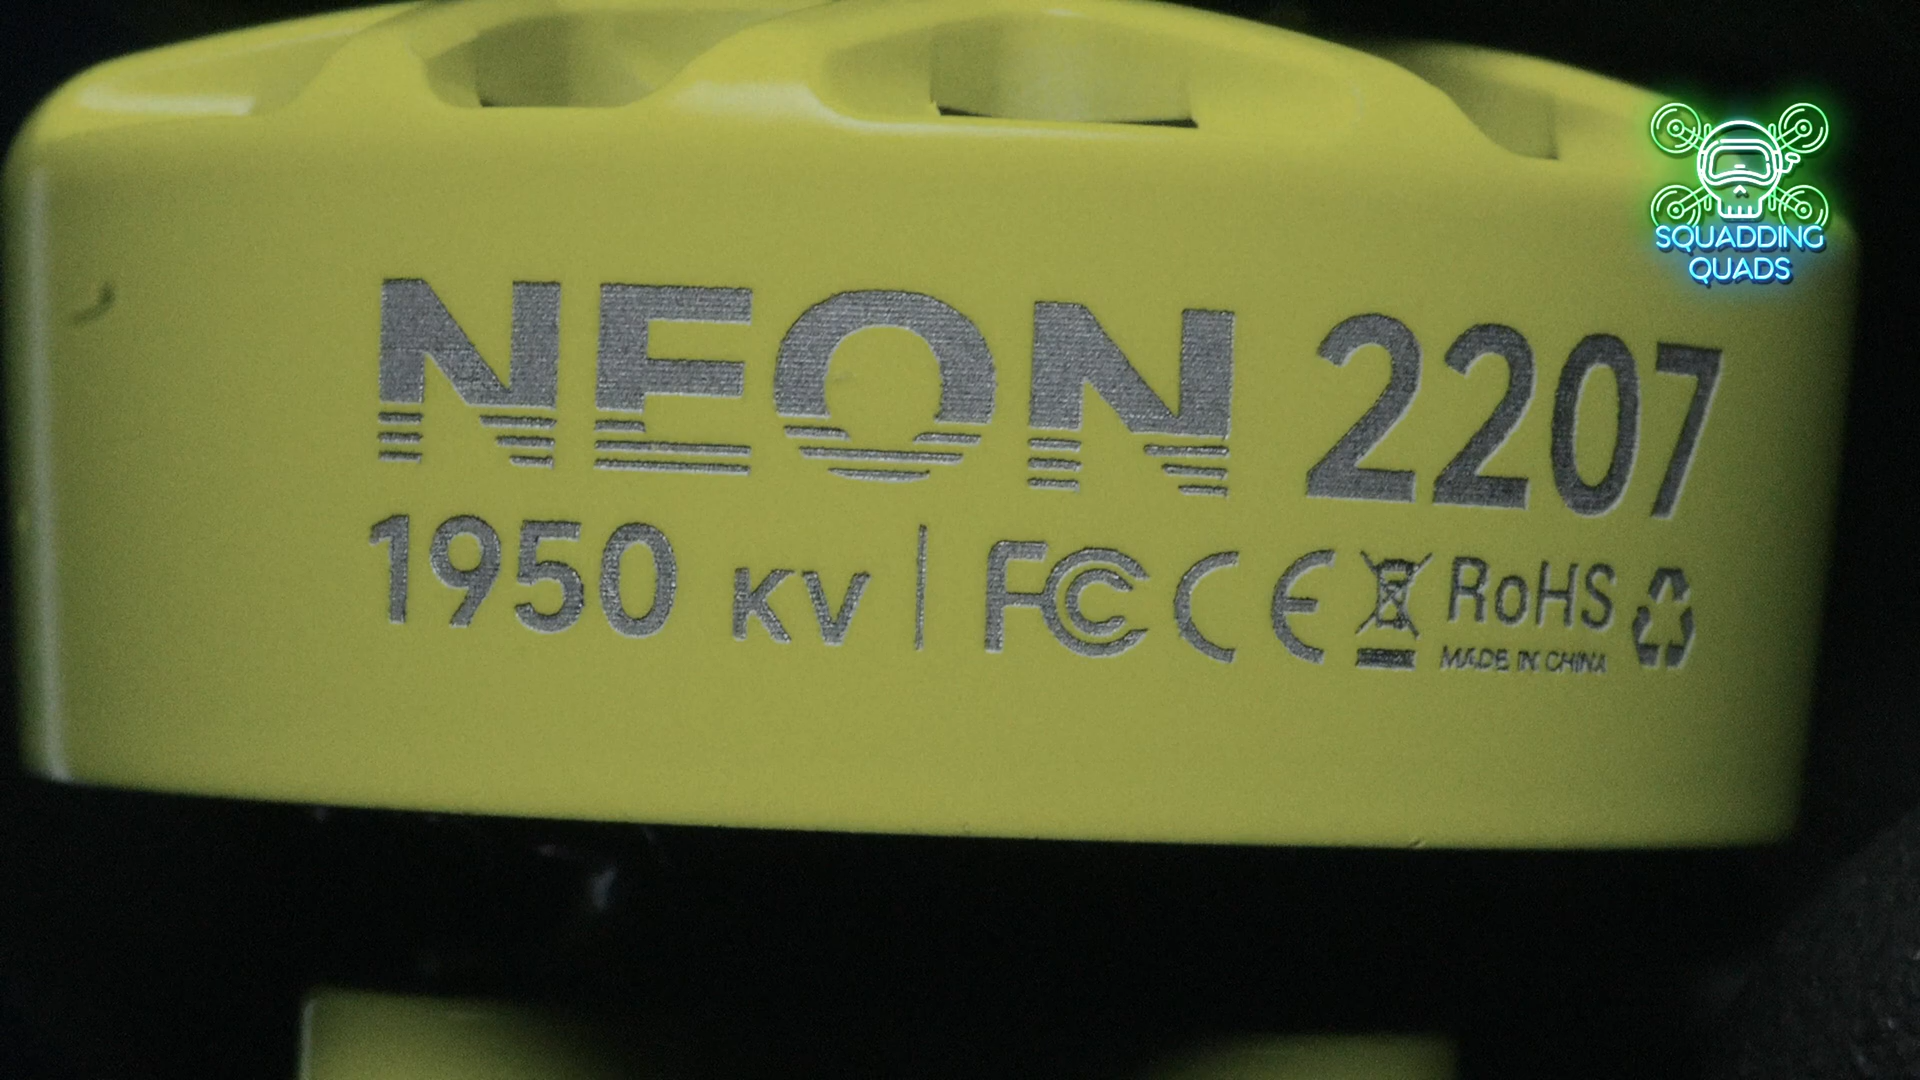 NEON 2207
1950 KV | FC CE RoHS
MADE IN CHINA
SQUADDING
QUADS